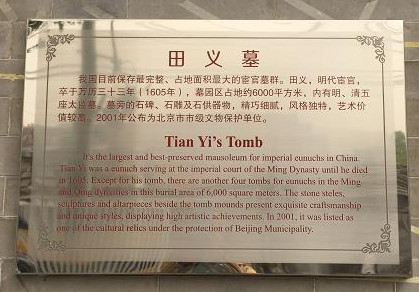 田义墓
我国目前保存最完整、占地面积最大的宦官墓群。田义，明代宦官，
卒于万历三十三年（1605年），墓园区占地约6000平方米，内有明、清五
座太监墓。墓旁的石碑、石雕及石供器物，精巧细腻，风格独特，艺术价
值较高。2001年公布为北京市市级文物保护单位。
Tian Yi's Tomb
It's the largest and best-preserved mausoleum for imperial eunuchs in China.
Tian Yi was a eunuch serving at the imperial court of the Ming Dynasty until he died
in 1605. Except for his tomb, there are another four tombs for eunuchs in the Ming
and Qing dynasties in this burial area of 6,000 square meters. The stone steles,
sculptures and altarpieces beside the tomb mounds present exquisite craftsmanship
and unique styles, displaying high artistic achievements. In 2001, it was listed as
one of the cultural relics under the protection of Beijing Municipality.